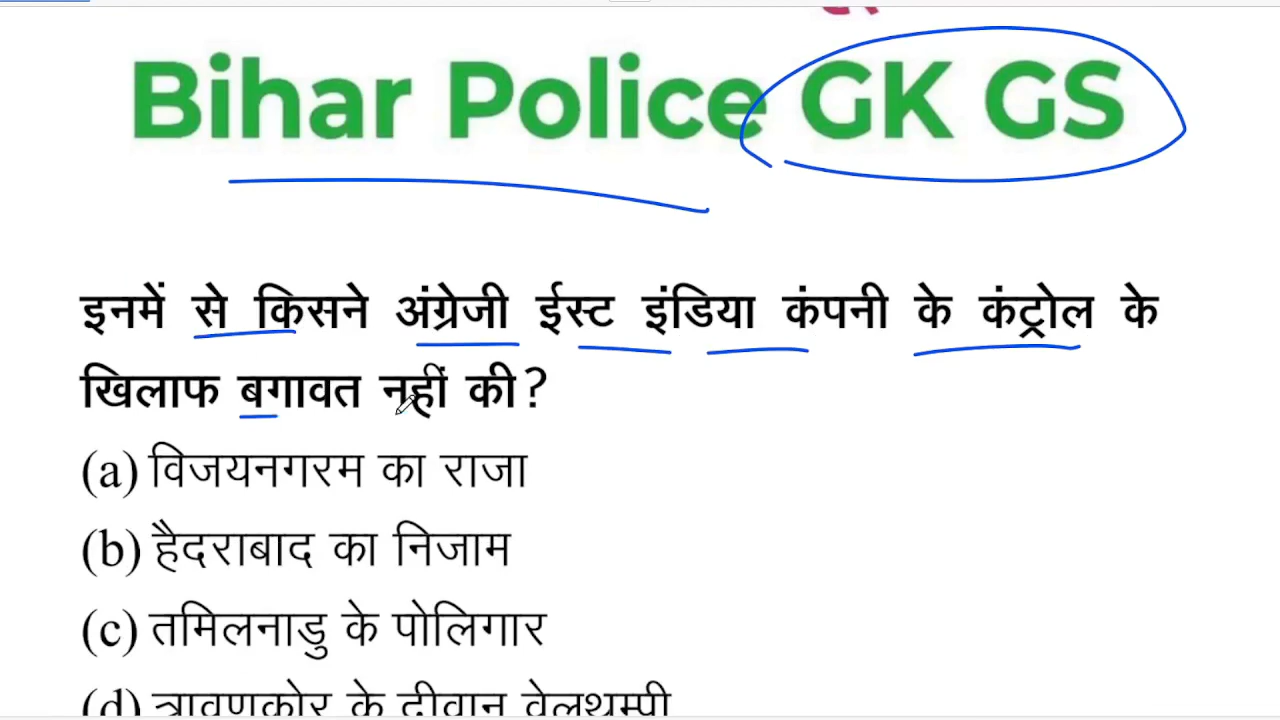 Bihar Police GK GS
इनमें से किसने अंग्रेजी ईस्ट इंडिया कंपनी के कंट्रोल के
खिलाफ बगावत नहीं की?
(a) विजयनगरम का राजा
(b) हैदराबाद का निजाम
(c) तमिलनाडु के पोलिगार
(d) त्रावणकोर के दीवान वेलथम्पी